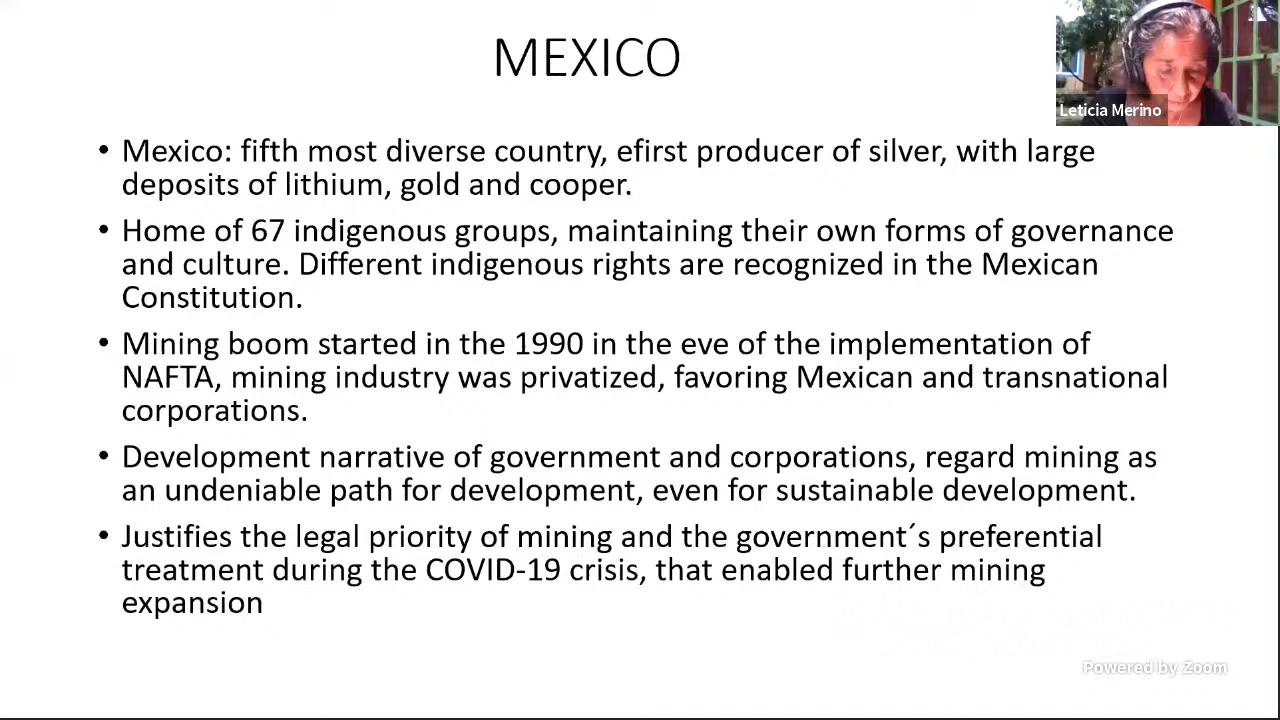 MEXICO
Leticia Merino
• Mexico: fifth most diverse country, efirst producer of silver, with large
deposits of lithium, gold and cooper.
• Home of 67 indigenous groups, maintaining their own forms of governance
and culture. Different indigenous rights are recognized in the Mexican
Constitution.
• Mining boom started in the 1990 in the eve of the implementation of
NAFTA, mining industry was privatized, favoring Mexican and transnational
corporations.
• Development narrative of government and corporations, regard mining as
an undeniable path for development, even for sustainable development.
• Justifies the legal priority of mining and the government´s preferential
treatment during the COVID-19 crisis, that enabled further mining
expansion
Powered by Zoom